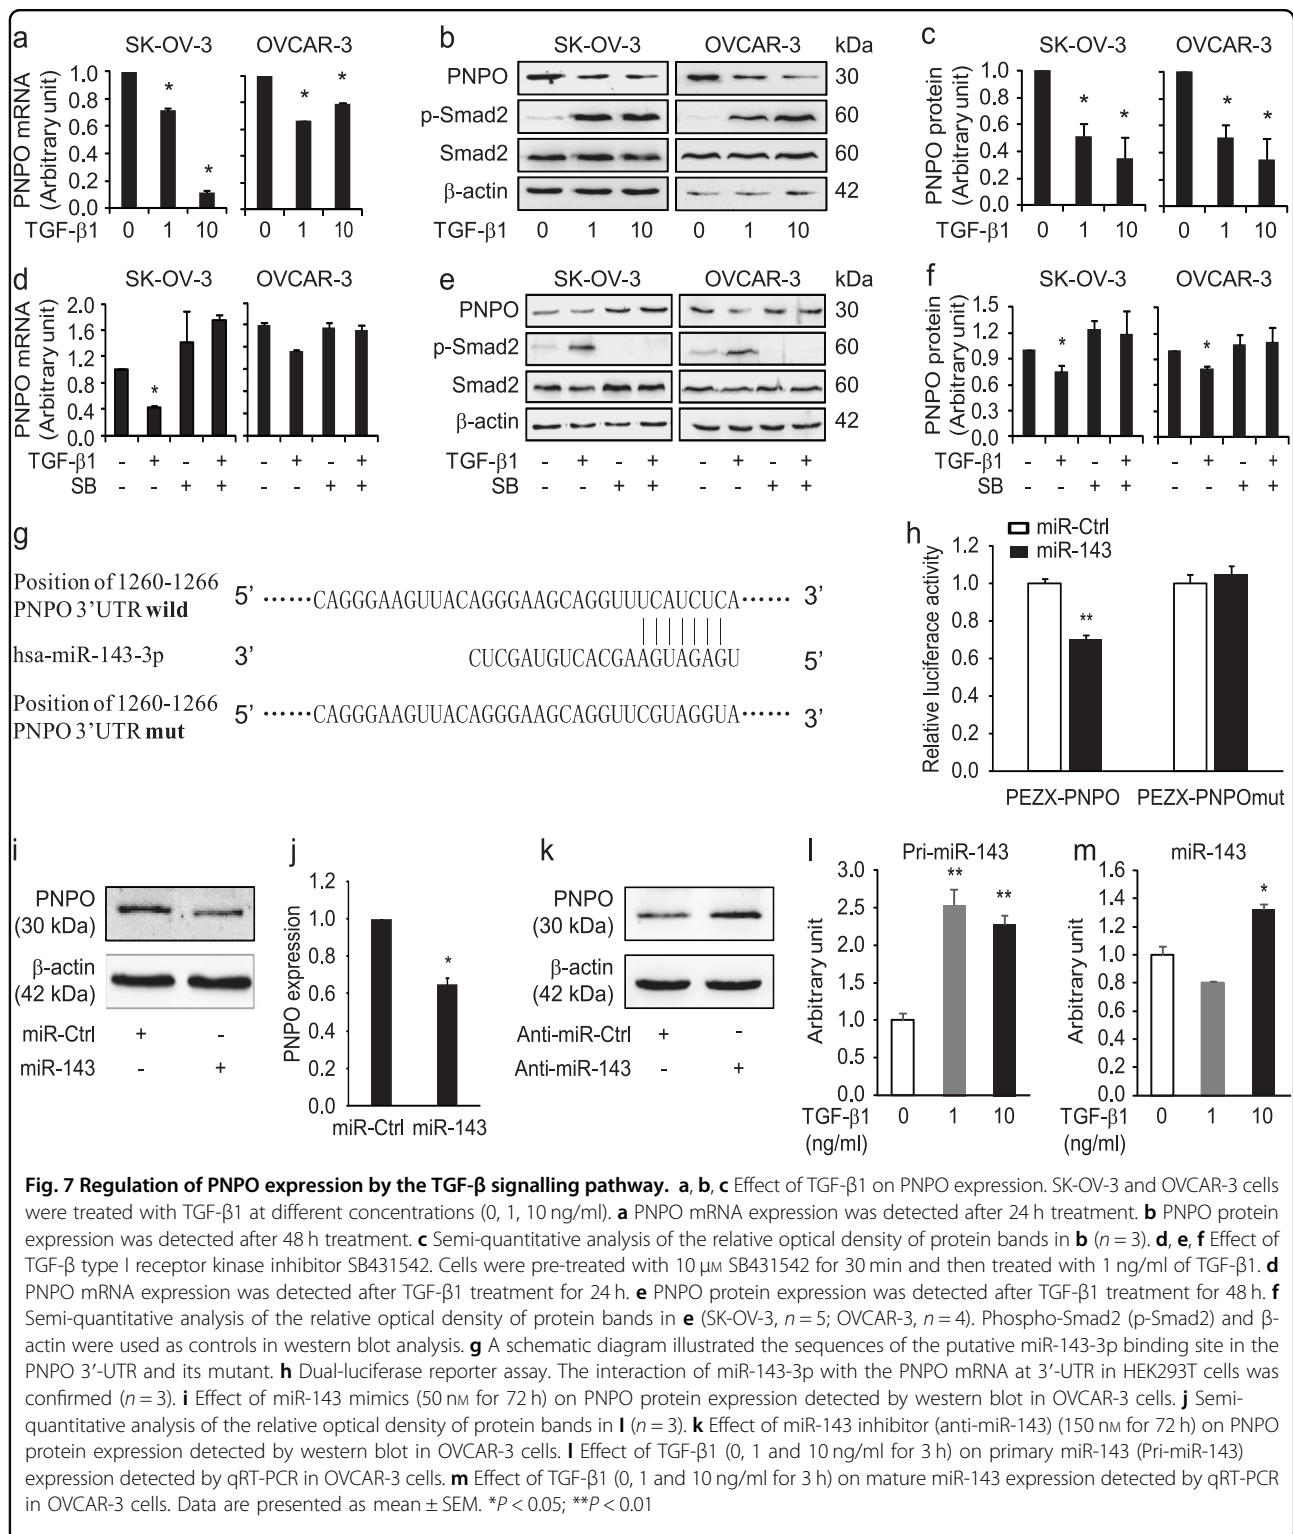 a
SK-OV-3 OVCAR-3
PNPO mRNA
(Arbitrary unit)
1.0
0.8
0.6
0.4
0.2
0.0
* * * *
TGF-β1 0 1 10 0 1 10
b
SK-OV-3 OVCAR-3 kDa
PNPO 30
p-Smad2 60
Smad2 60
β-actin 42
TGF-β1 0 1 10 0 1 10
c
SK-OV-3 OVCAR-3
PNPO protein
(Arbitrary unit)
1.0
0.8
0.6
0.4
0.2
0.0
* * * *
TGF-β1 0 1 10 0 1 10
d
SK-OV-3 OVCAR-3
PNPO mRNA
(Arbitrary unit)
2.0
1.6
1.2
0.8
0.4
0.0
*
TGF-β1 - + - + - + - +
SB - - + + - - + +
e
SK-OV-3 OVCAR-3 kDa
PNPO 30
p-Smad2 60
Smad2 60
β-actin 42
TGF-β1 - + - + - + - +
SB - - + + - - + +
f
SK-OV-3 OVCAR-3
PNPO protein
(Arbitrary unit)
1.5
1.2
0.9
0.6
0.3
0.0
* *
TGF-β1 - + - + - + - +
SB - - + + - - + +
g
Position of 1260-1266
PNPO 3’UTR wild
5’ ······CAGGGAAGUUACAGGGAAGCAGGUUUCAUCUCA······ 3’
hsa-miR-143-3p 3’ CUCGAUGUCACGAAGUAGAGU 5’
Position of 1260-1266
PNPO 3’UTR mut
5’ ······CAGGGAAGUUACAGGGAAGCAGGUUCGUAGGUA······ 3’
h
miR-Ctrl
miR-143
Relative luciferace activity
1.2
1.0
0.8
0.6
0.4
0.2
0.0
**
PEZX-PNPO PEZX-PNPOmut
i
PNPO
(30 kDa)
β-actin
(42 kDa)
miR-Ctrl + -
miR-143 - +
j
PNPO expression
1.2
1.0
0.8
0.6
0.4
0.2
0.0
*
miR-Ctrl miR-143
k
PNPO
(30 kDa)
β-actin
(42 kDa)
Anti-miR-Ctrl + -
Anti-miR-143 - +
l
Pri-miR-143
Arbitrary unit
3.0
2.5
2.0
1.5
1.0
0.5
0.0
** **
TGF-β1 0 1 10
(ng/ml)
m
miR-143
Arbitrary unit
1.6
1.4
1.2
1.0
0.8
0.6
0.4
0.2
0.0
*
TGF-β1 0 1 10
(ng/ml)
Fig. 7 Regulation of PNPO expression by the TGF-β signalling pathway. a, b, c Effect of TGF-β1 on PNPO expression. SK-OV-3 and OVCAR-3 cells
were treated with TGF-β1 at different concentrations (0, 1, 10 ng/ml). a PNPO mRNA expression was detected after 24 h treatment. b PNPO protein
expression was detected after 48 h treatment. c Semi-quantitative analysis of the relative optical density of protein bands in b (n = 3). d, e, f Effect of
TGF-β type I receptor kinase inhibitor SB431542. Cells were pre-treated with 10 μM SB431542 for 30 min and then treated with 1 ng/ml of TGF-β1. d
PNPO mRNA expression was detected after TGF-β1 treatment for 24 h. e PNPO protein expression was detected after TGF-β1 treatment for 48 h. f
Semi-quantitative analysis of the relative optical density of protein bands in e (SK-OV-3, n = 5; OVCAR-3, n = 4). Phospho-Smad2 (p-Smad2) and β-
actin were used as controls in western blot analysis. g A schematic diagram illustrated the sequences of the putative miR-143-3p binding site in the
PNPO 3′-UTR and its mutant. h Dual-luciferase reporter assay. The interaction of miR-143-3p with the PNPO mRNA at 3′-UTR in HEK293T cells was
confirmed (n = 3). i Effect of miR-143 mimics (50 nM for 72 h) on PNPO protein expression detected by western blot in OVCAR-3 cells. j Semi-
quantitative analysis of the relative optical density of protein bands in I (n = 3). k Effect of miR-143 inhibitor (anti-miR-143) (150 nM for 72 h) on PNPO
protein expression detected by western blot in OVCAR-3 cells. l Effect of TGF-β1 (0, 1 and 10 ng/ml for 3 h) on primary miR-143 (Pri-miR-143)
expression detected by qRT-PCR in OVCAR-3 cells. m Effect of TGF-β1 (0, 1 and 10 ng/ml for 3 h) on mature miR-143 expression detected by qRT-PCR
in OVCAR-3 cells. Data are presented as mean ± SEM. *P < 0.05; **P < 0.01